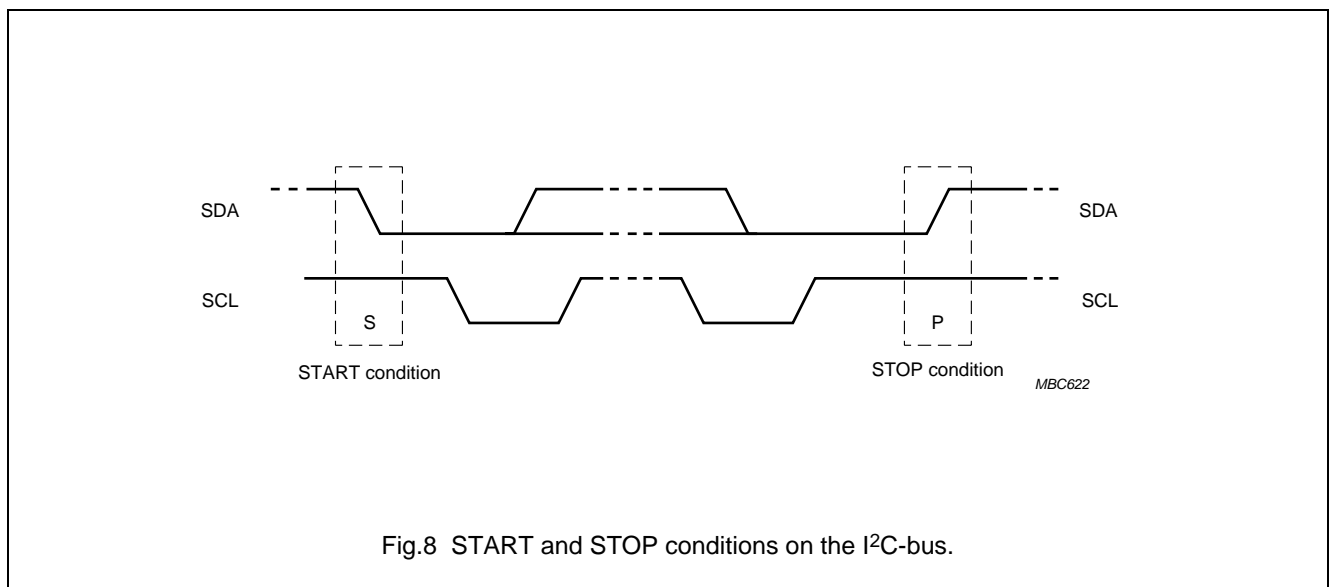 SDA
SDA
SCL
SCL
S
P
START condition
STOP condition
MBC622
Fig.8 START and STOP conditions on the I²C-bus.